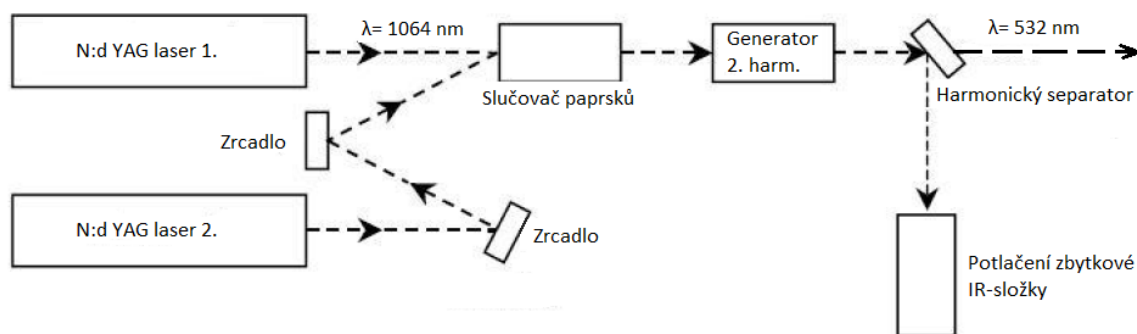 N:d YAG laser 1.
λ= 1064 nm
Slučovač paprsků
Generator
2. harm.
λ= 532 nm
Harmonický separator
Zrcadlo
N:d YAG laser 2.
Zrcadlo
Potlačení zbytkové
IR-složky